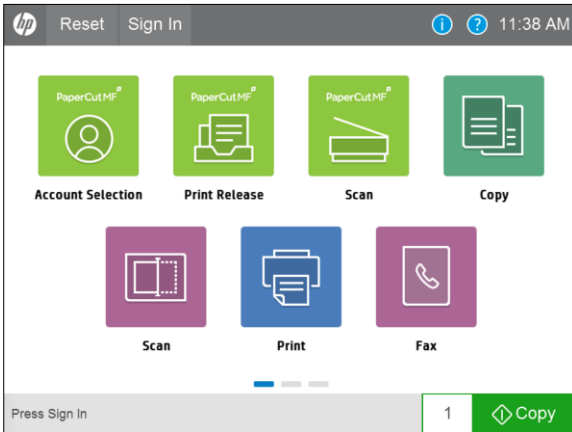 hp Reset Sign In i ? 11:38 AM
PaperCut MF PaperCut MF PaperCut MF
Account Selection Print Release Scan Copy
Scan Print Fax
Press Sign In 1 Copy